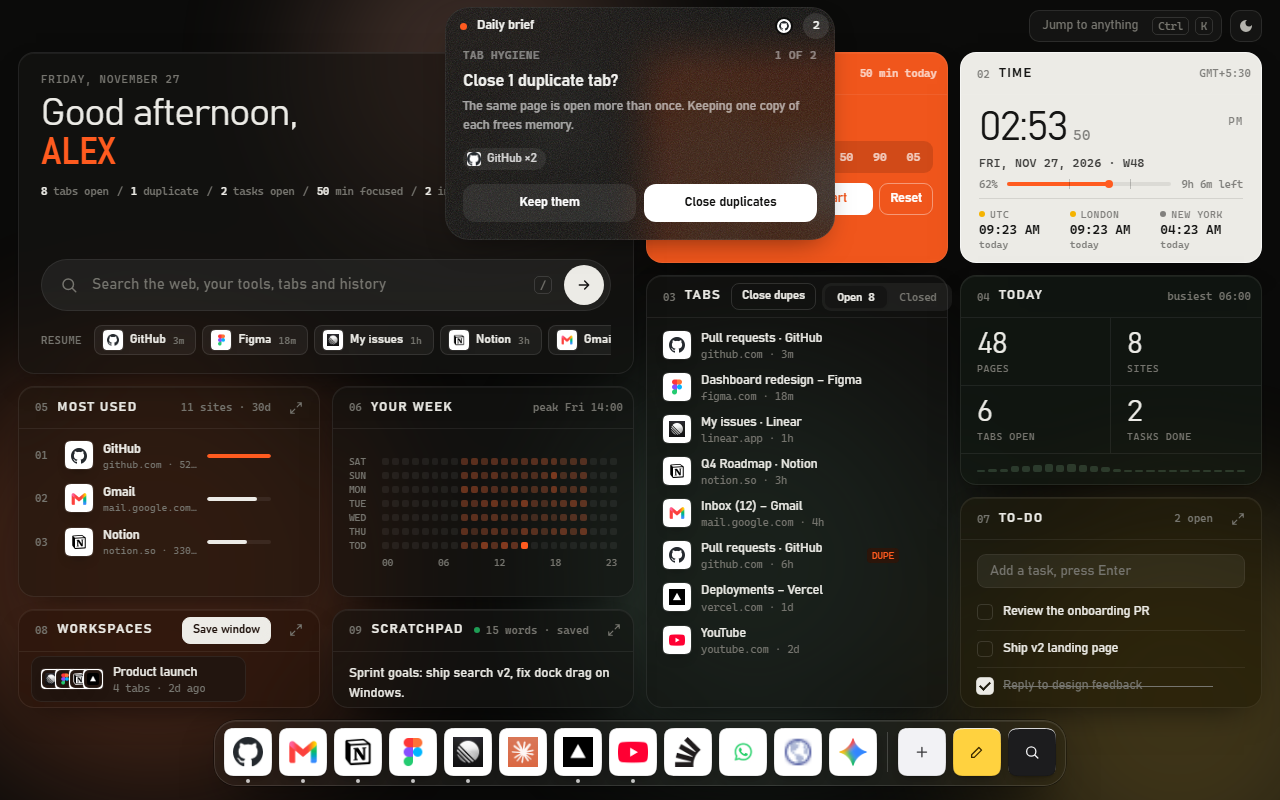 Daily brief
2
Jump to anything Ctrl K
TAB HYGIENE
1 OF 2
Close 1 duplicate tab?
The same page is open more than once. Keeping one copy of
each frees memory.
GitHub ×2
Keep them
Close duplicates
FRIDAY, NOVEMBER 27
Good afternoon,
ALEX
8 tabs open / 1 duplicate / 2 tasks open / 50 min focused / 2
Search the web, your tools, tabs and history
/
RESUME
GitHub 3m
Figma 18m
My issues 1h
Notion 3h
Gmai
50 min today
50 90 05
Reset
02 TIME
GMT+5:30
02:53 50
PM
FRI, NOV 27, 2026 · W48
62%
9h 6m left
UTC
LONDON
NEW YORK
09:23 AM
09:23 AM
04:23 AM
today
today
today
03 TABS
Close dupes
Open 8
Closed
Pull requests · GitHub
github.com · 3m
Dashboard redesign – Figma
figma.com · 18m
My issues · Linear
linear.app · 1h
Q4 Roadmap · Notion
notion.so · 3h
Inbox (12) – Gmail
mail.google.com · 4h
Pull requests · GitHub
github.com · 6h
DUPE
Deployments – Vercel
vercel.com · 1d
YouTube
youtube.com · 2d
04 TODAY
busiest 06:00
48
PAGES
8
SITES
6
TABS OPEN
2
TASKS DONE
05 MOST USED
11 sites · 30d
01
GitHub
github.com · 52…
02
Gmail
mail.google.com…
03
Notion
notion.so · 330…
06 YOUR WEEK
peak Fri 14:00
SAT
SUN
MON
TUE
WED
THU
TOD
00 06 12 18 23
07 TO-DO
2 open
Add a task, press Enter
Review the onboarding PR
Ship v2 landing page
Reply to design feedback
08 WORKSPACES
Save window
Product launch
4 tabs · 2d ago
09 SCRATCHPAD
15 words · saved
Sprint goals: ship search v2, fix dock drag on
Windows.